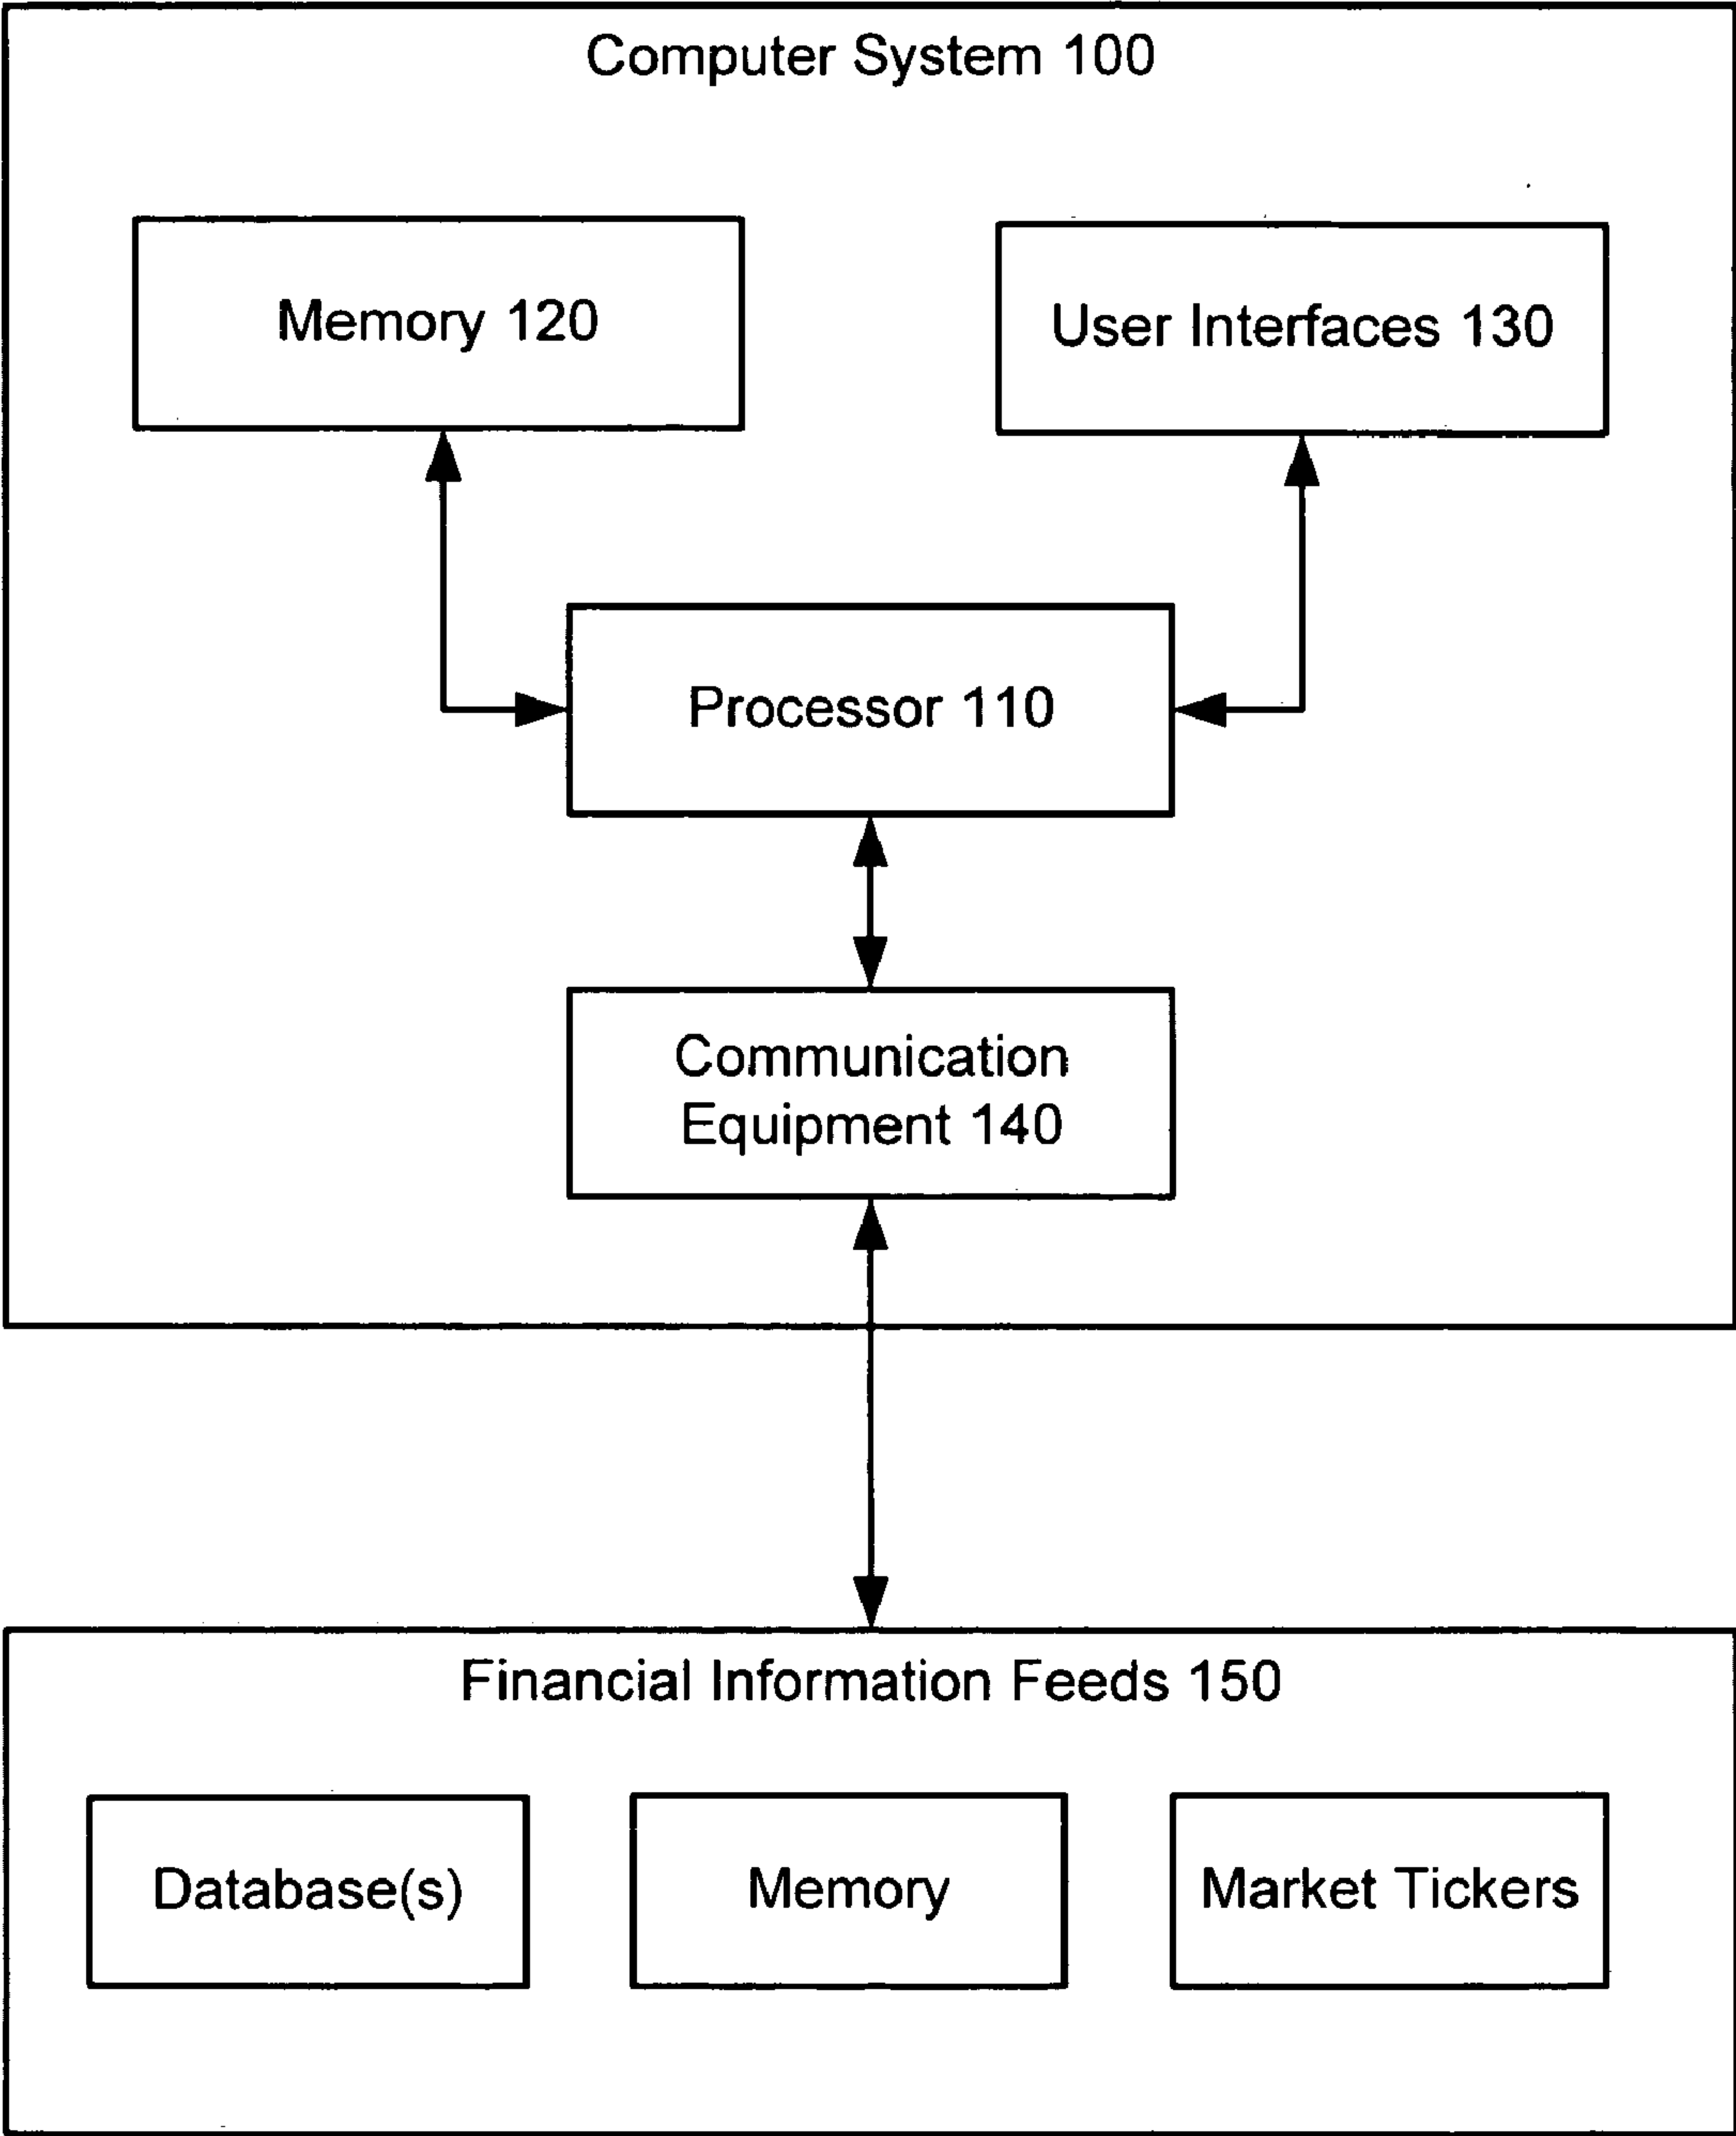 Computer System 100
Memory 120
User Interfaces 130
Processor 110
Communication
Equipment 140
Financial Information Feeds 150
Database(s)
Memory
Market Tickers